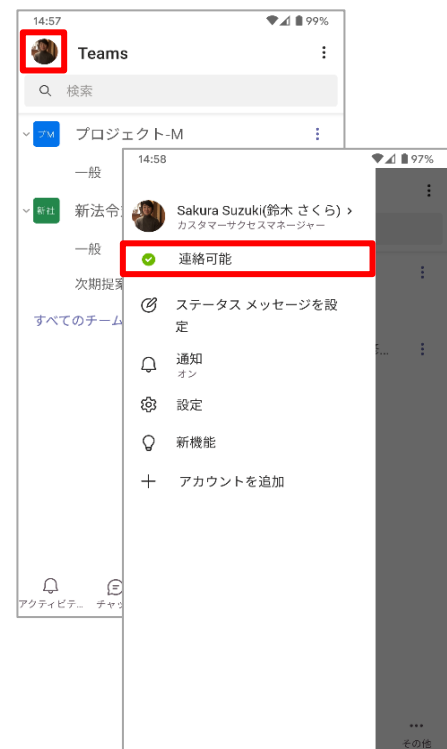 14:57
99%
Teams
検索
プM プロジェクト-M
一般
新社 新法令
一般
次期提案
すべてのチーム
アクティビテ... チャッ
14:58
97%
Sakura Suzuki(鈴木 さくら)
カスタマーサクセスマネージャー
連絡可能
ステータス メッセージを設
定
通知
オン
設定
新機能
アカウントを追加
その他